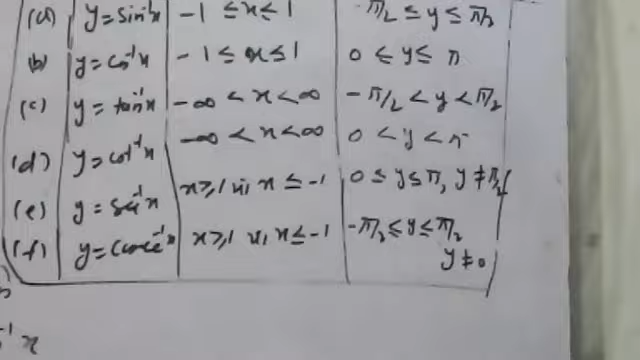 (a) y = sin⁻¹x -1 ≤ x ≤ 1 -π/2 ≤ y ≤ π/2
(b) y = cos⁻¹x -1 ≤ x ≤ 1 0 ≤ y ≤ π
(c) y = tan⁻¹x -∞ < x < ∞ -π/2 < y < π/2
(d) y = cot⁻¹x -∞ < x < ∞ 0 < y < π
(e) y = sec⁻¹x x ≥ 1 or, x ≤ -1 0 ≤ y ≤ π, y ≠ π/2
(f) y = cosec⁻¹x x ≥ 1 or, x ≤ -1 -π/2 ≤ y ≤ π/2
y ≠ 0
⁻¹ x